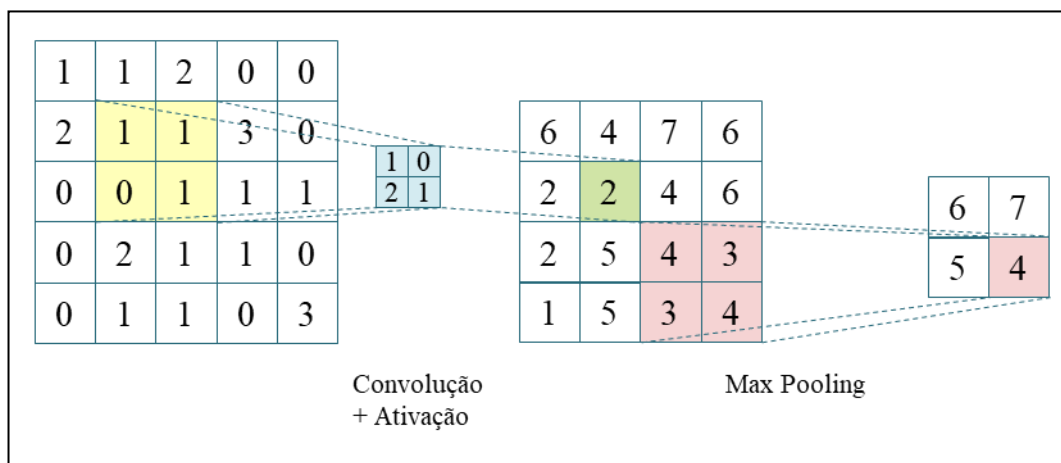 1 1 2 0 0
2 1 1 3 0
0 0 1 1 1
0 2 1 1 0
0 1 1 0 3
1 0
2 1
6 4 7 6
2 2 4 6
2 5 4 3
1 5 3 4
6 7
5 4
Convolução
+ Ativação
Max Pooling